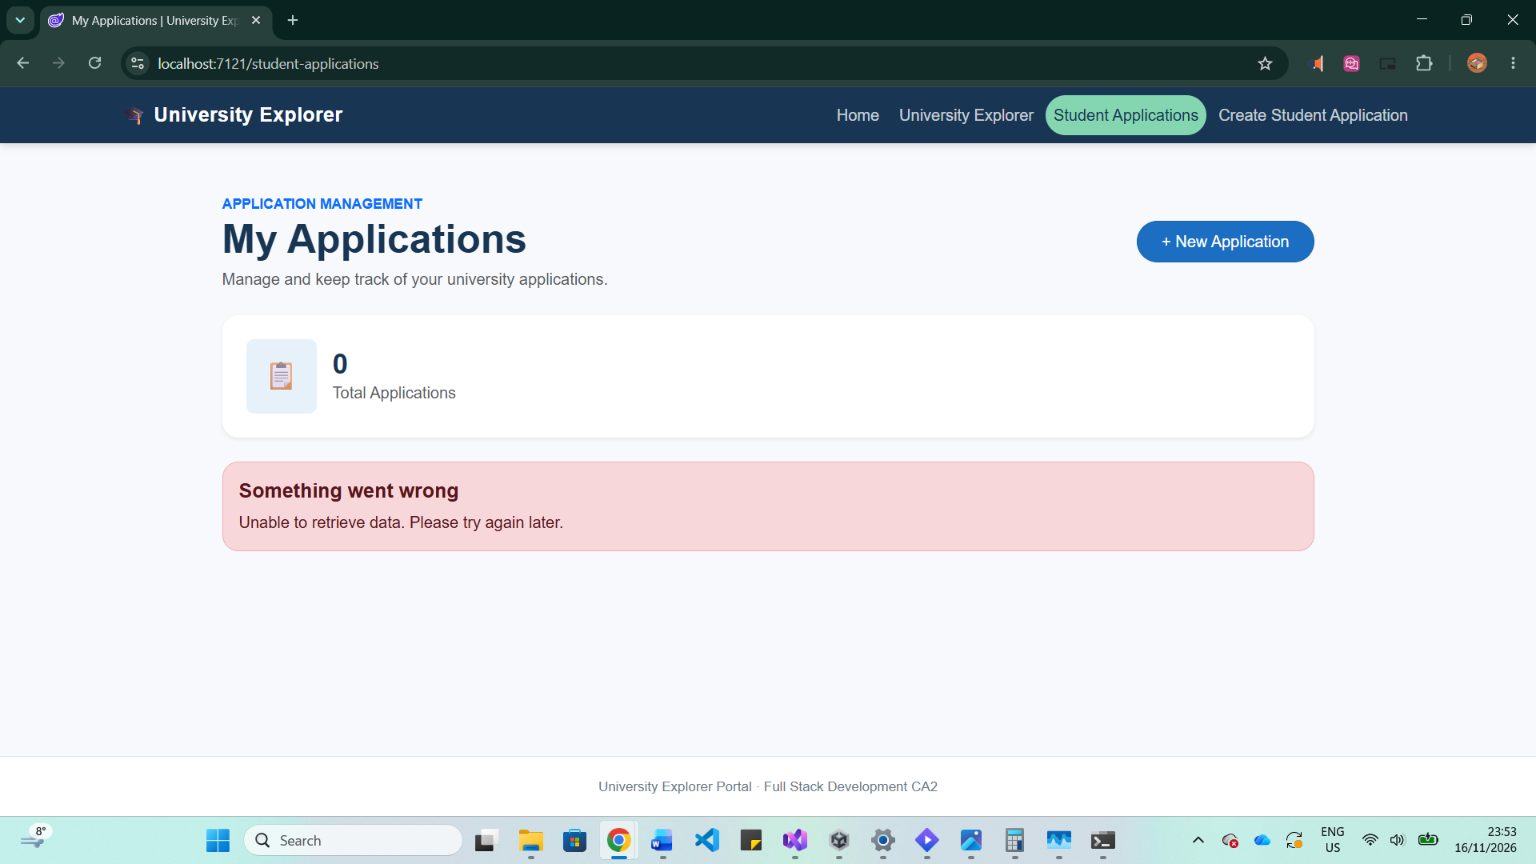 My Applications | University Exp
localhost:7121/student-applications
University Explorer
Home
University Explorer
Student Applications
Create Student Application
APPLICATION MANAGEMENT
My Applications
+ New Application
Manage and keep track of your university applications.
0
Total Applications
Something went wrong
Unable to retrieve data. Please try again later.
University Explorer Portal · Full Stack Development CA2
8°
Search
ENG
US
23:53
16/11/2026